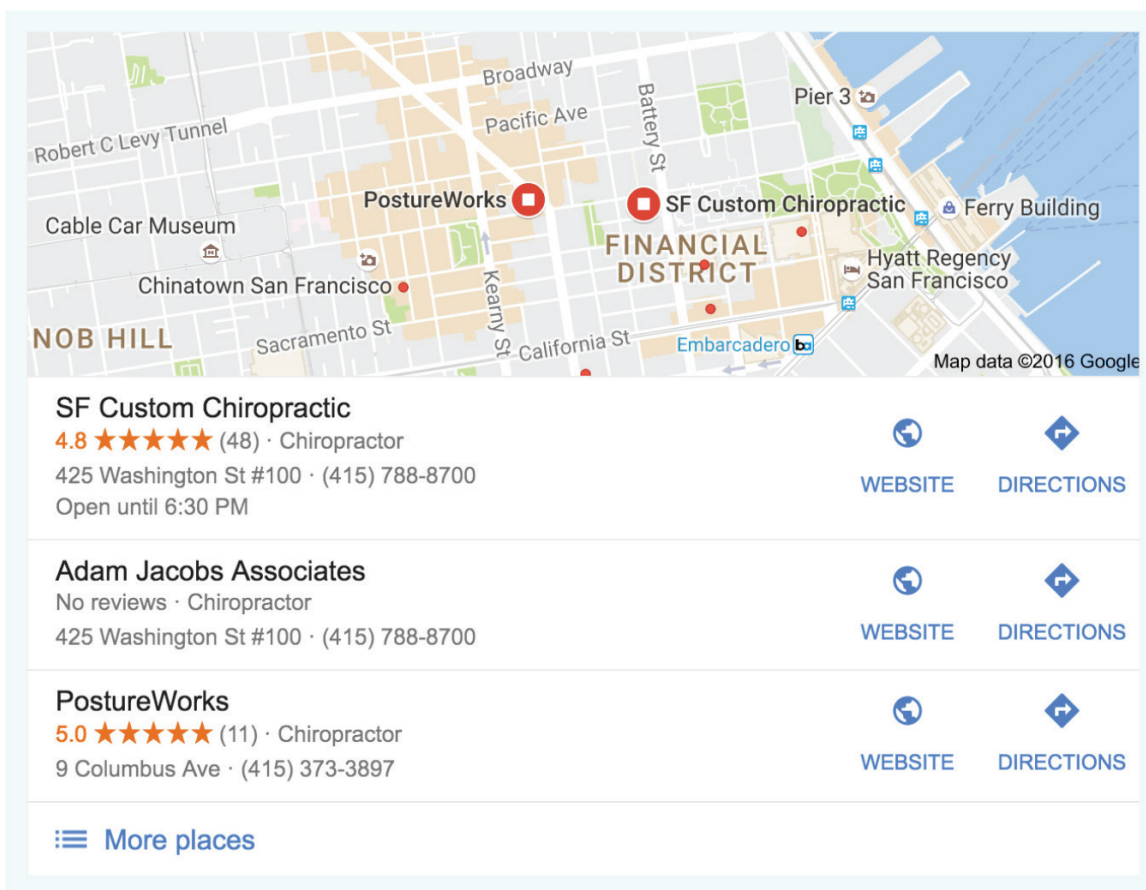 Broadway
Battery St
Pier 3
Pacific Ave
Robert C Levy Tunnel
PostureWorks
SF Custom Chiropractic
Ferry Building
Cable Car Museum
FINANCIAL
DISTRICT
Hyatt Regency
San Francisco
Chinatown San Francisco
Kearny St
NOB HILL
Sacramento St
California St
Embarcadero ba
Map data ©2016 Google
SF Custom Chiropractic
4.8 ★★★★★ (48) · Chiropractor
425 Washington St #100 · (415) 788-8700
Open until 6:30 PM
WEBSITE
DIRECTIONS
Adam Jacobs Associates
No reviews · Chiropractor
425 Washington St #100 · (415) 788-8700
WEBSITE
DIRECTIONS
PostureWorks
5.0 ★★★★★ (11) · Chiropractor
9 Columbus Ave · (415) 373-3897
WEBSITE
DIRECTIONS
More places